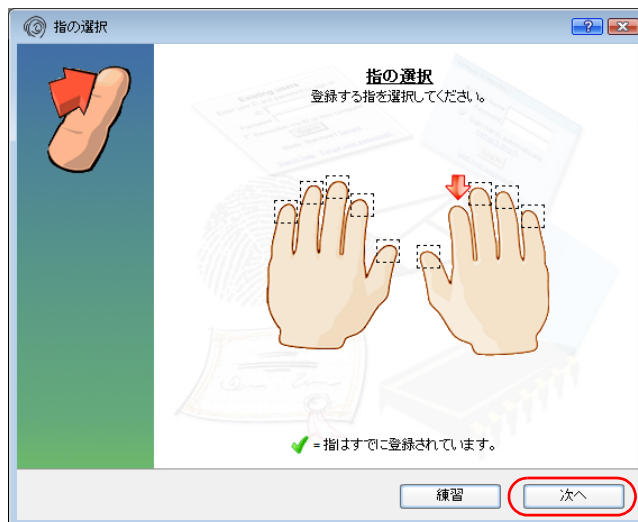 指の選択
指の選択
登録する指を選択してください。
Existing users
=指はすでに登録されています。
練習
次へ